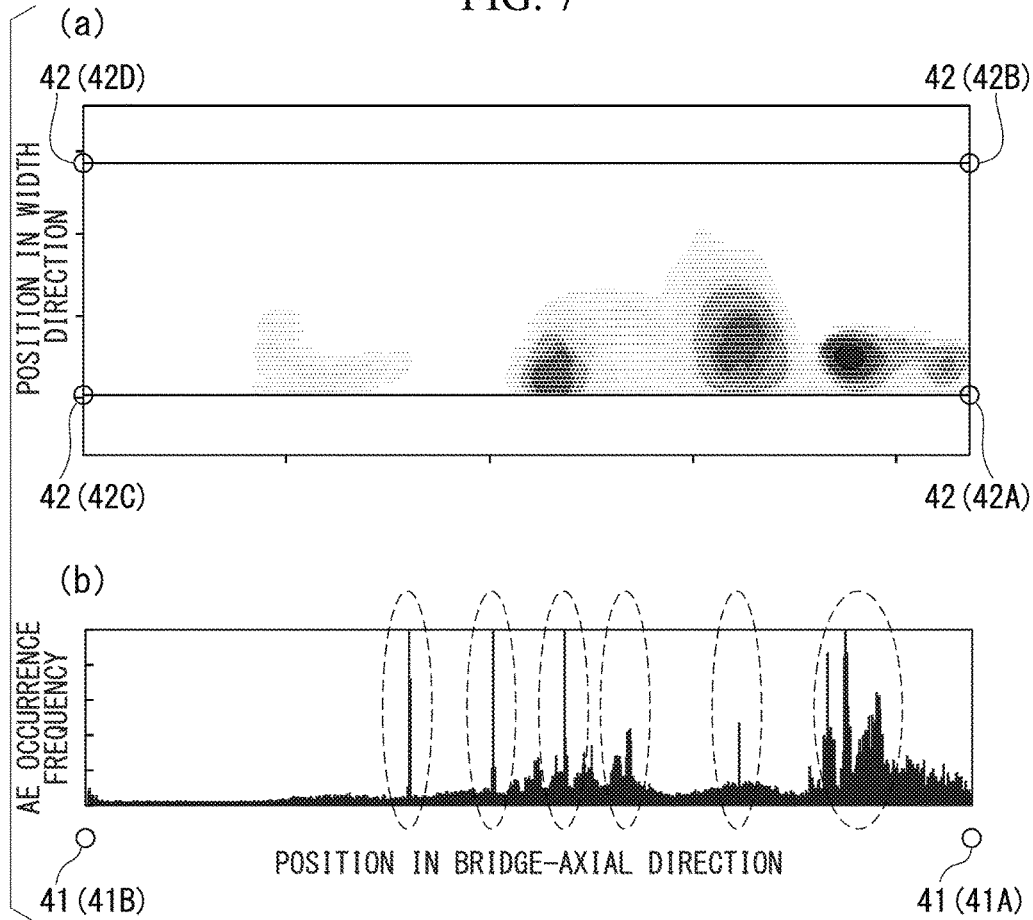 FIG. 7
(a)
42(42D)
42(42B)
POSITION IN WIDTH
DIRECTION
42(42C)
42(42A)
(b)
AE OCCURRENCE
FREQUENCY
POSITION IN BRIDGE-AXIAL DIRECTION
41(41B)
41(41A)